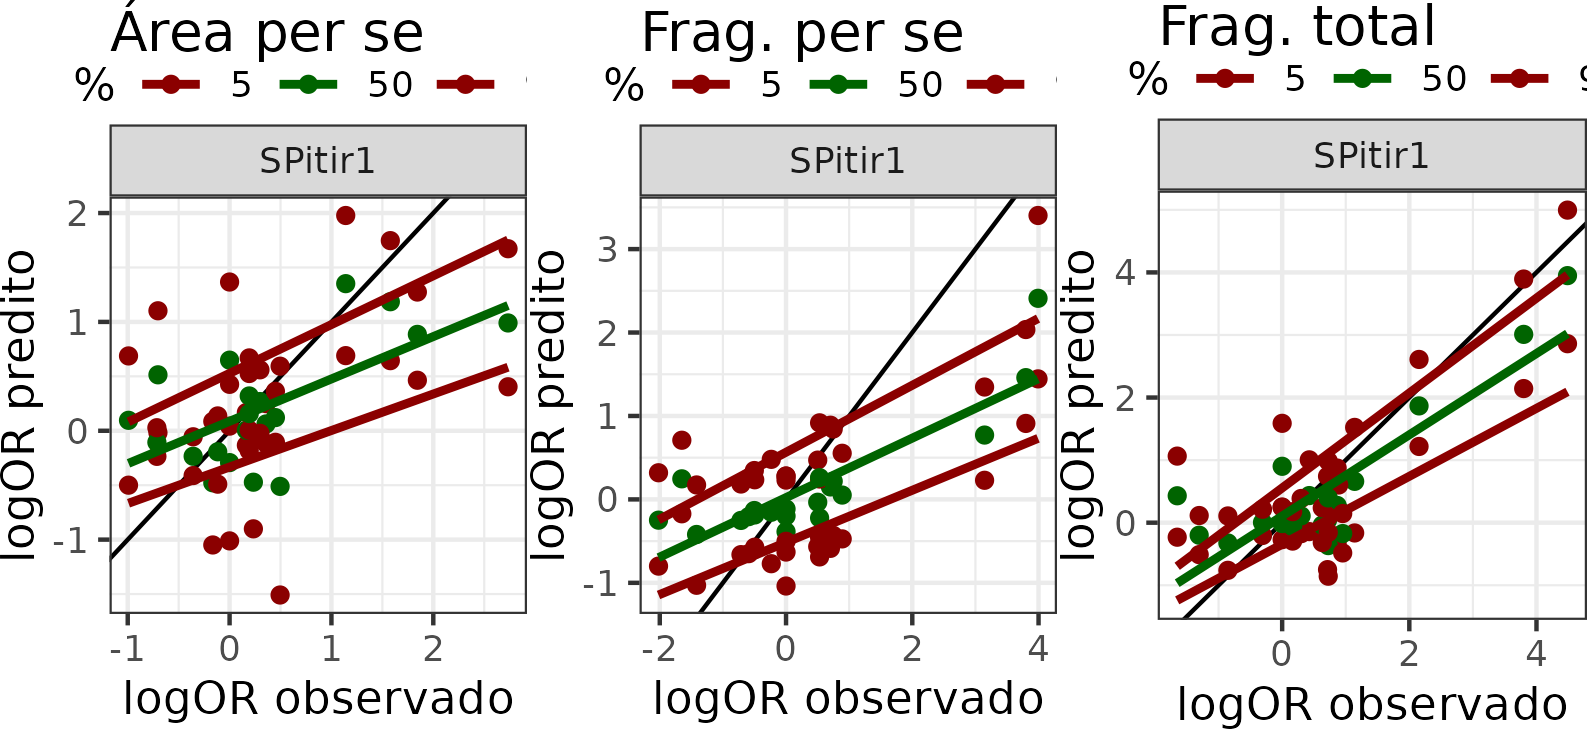 Área per se
% 5 50
SPitir1
2
1
0
-1
logOR predito
-1 0 1 2
logOR observado
Frag. per se
% 5 50
SPitir1
3
2
1
0
-1
logOR predito
-2 0 2 4
logOR observado
Frag. total
% 5 50
SPitir1
4
2
0
logOR predito
0 2 4
logOR observado